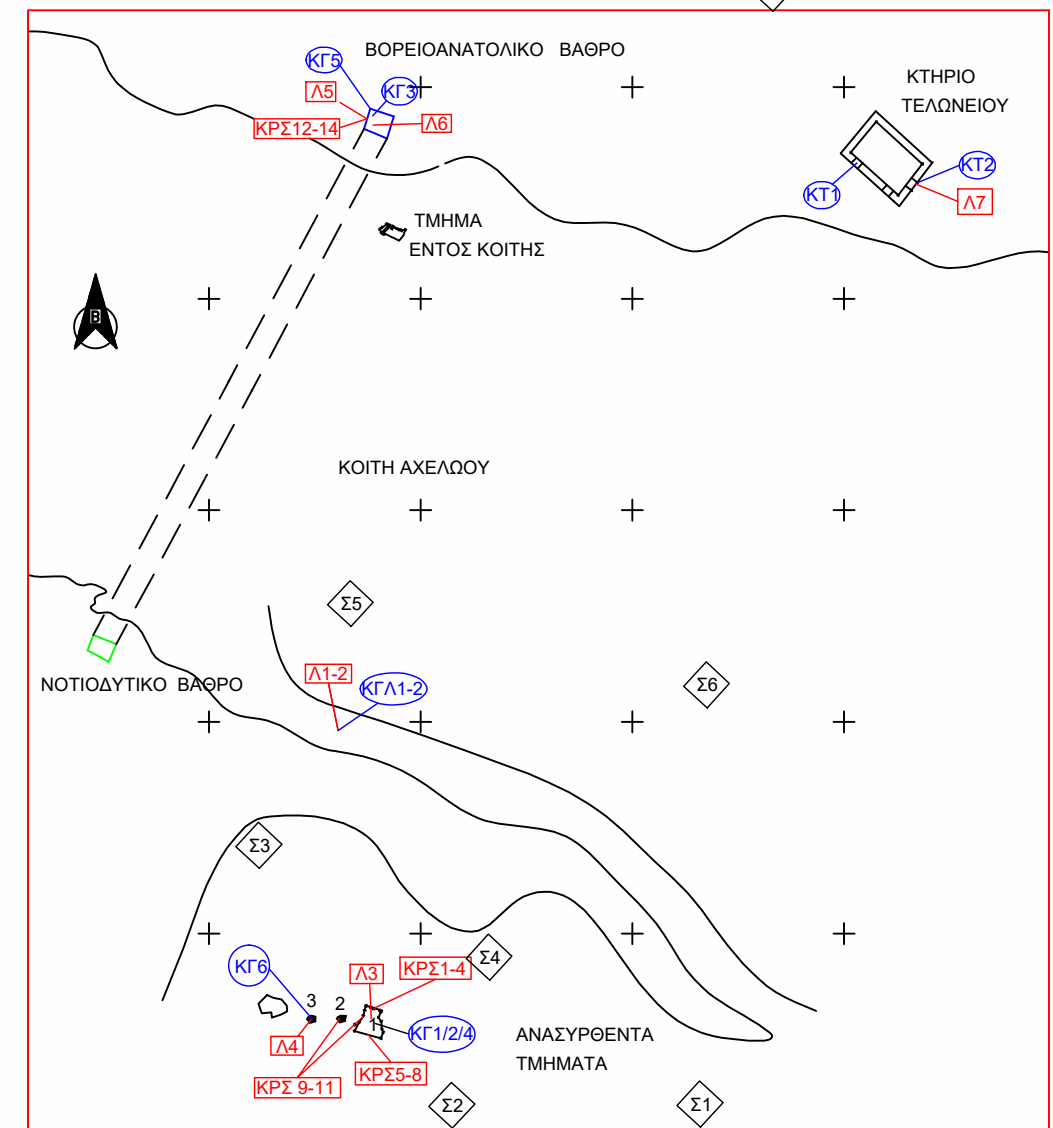 ΒΟΡΕΙΟΑΝΑΤΟΛΙΚΟ ΒΑΘΡΟ
ΚΓ5
ΚΓ3
Λ5
ΚΡΣ12-14
Λ6
ΚΤΗΡΙΟ
ΤΕΛΩΝΕΙΟΥ
ΚΤ2
ΚΤ1
Λ7
ΤΜΗΜΑ
ΕΝΤΟΣ ΚΟΙΤΗΣ
Β
ΚΟΙΤΗ ΑΧΕΛΩΟΥ
Σ5
Λ1-2
ΚΓΛ1-2
Σ6
ΝΟΤΙΟΔΥΤΙΚΟ ΒΑΘΡΟ
Σ3
Σ4
ΚΓ6
Λ3
ΚΡΣ1-4
3
2
1
ΚΓ1/2/4
Λ4
ΚΡΣ 9-11
ΚΡΣ5-8
ΑΝΑΣΥΡΘΕΝΤΑ
ΤΜΗΜΑΤΑ
Σ2
Σ1